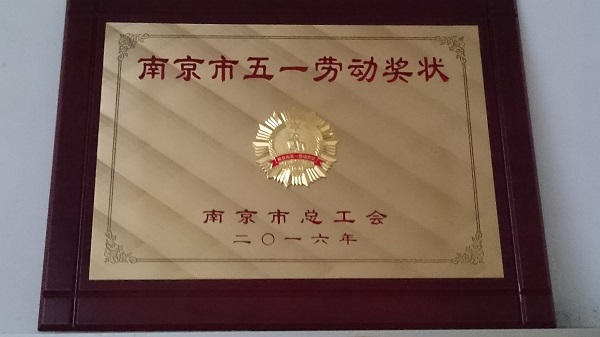 南京市五一劳动奖状
南京市总工会
二〇一六年